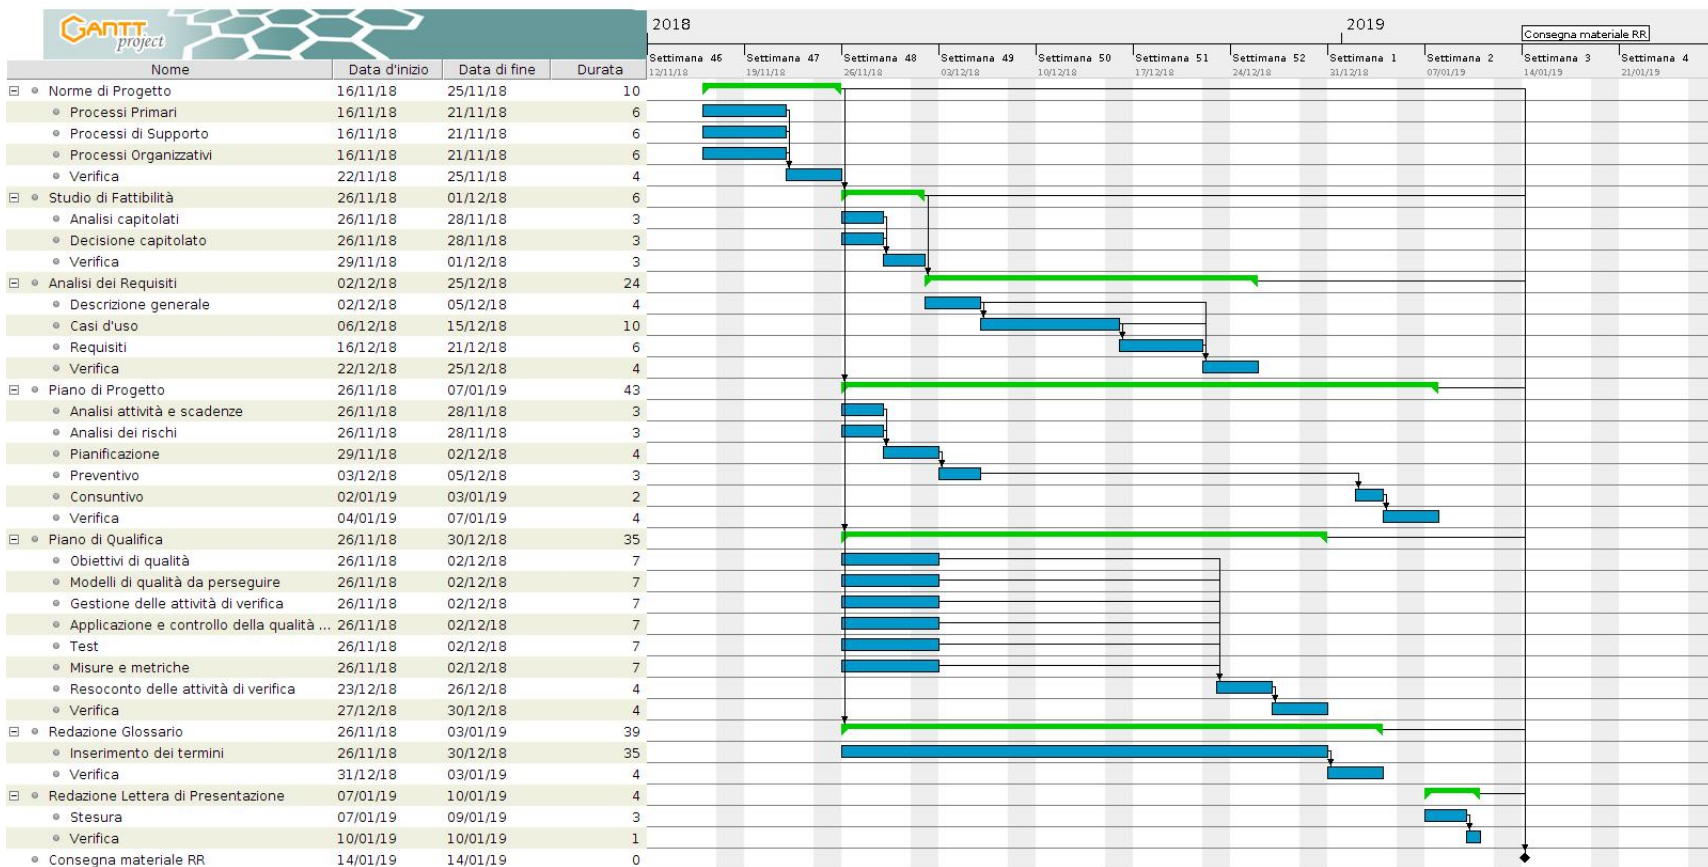 GANTT project
2018
2019
Consegna materiale RR
Settimana 46
Settimana 47
Settimana 48
Settimana 49
Settimana 50
Settimana 51
Settimana 52
Settimana 1
Settimana 2
Settimana 3
Settimana 4
12/11/18
19/11/18
26/11/18
03/12/18
10/12/18
17/12/18
24/12/18
31/12/18
07/01/19
14/01/19
21/01/19
Nome Data d'inizio Data di fine Durata
Norme di Progetto 16/11/18 25/11/18 10
Processi Primari 16/11/18 21/11/18 6
Processi di Supporto 16/11/18 21/11/18 6
Processi Organizzativi 16/11/18 21/11/18 6
Verifica 22/11/18 25/11/18 4
Studio di Fattibilità 26/11/18 01/12/18 6
Analisi capitolati 26/11/18 28/11/18 3
Decisione capitolato 26/11/18 28/11/18 3
Verifica 29/11/18 01/12/18 3
Analisi dei Requisiti 02/12/18 25/12/18 24
Descrizione generale 02/12/18 05/12/18 4
Casi d'uso 06/12/18 15/12/18 10
Requisiti 16/12/18 21/12/18 6
Verifica 22/12/18 25/12/18 4
Piano di Progetto 26/11/18 07/01/19 43
Analisi attività e scadenze 26/11/18 28/11/18 3
Analisi dei rischi 26/11/18 28/11/18 3
Pianificazione 29/11/18 02/12/18 4
Preventivo 03/12/18 05/12/18 3
Consuntivo 02/01/19 03/01/19 2
Verifica 04/01/19 07/01/19 4
Piano di Qualifica 26/11/18 30/12/18 35
Obiettivi di qualità 26/11/18 02/12/18 7
Modelli di qualità da perseguire 26/11/18 02/12/18 7
Gestione delle attività di verifica 26/11/18 02/12/18 7
Applicazione e controllo della qualità ... 26/11/18 02/12/18 7
Test 26/11/18 02/12/18 7
Misure e metriche 26/11/18 02/12/18 7
Resoconto delle attività di verifica 23/12/18 26/12/18 4
Verifica 27/12/18 30/12/18 4
Redazione Glossario 26/11/18 03/01/19 39
Inserimento dei termini 26/11/18 30/12/18 35
Verifica 31/12/18 03/01/19 4
Redazione Lettera di Presentazione 07/01/19 10/01/19 4
Stesura 07/01/19 09/01/19 3
Verifica 10/01/19 10/01/19 1
Consegna materiale RR 14/01/19 14/01/19 0